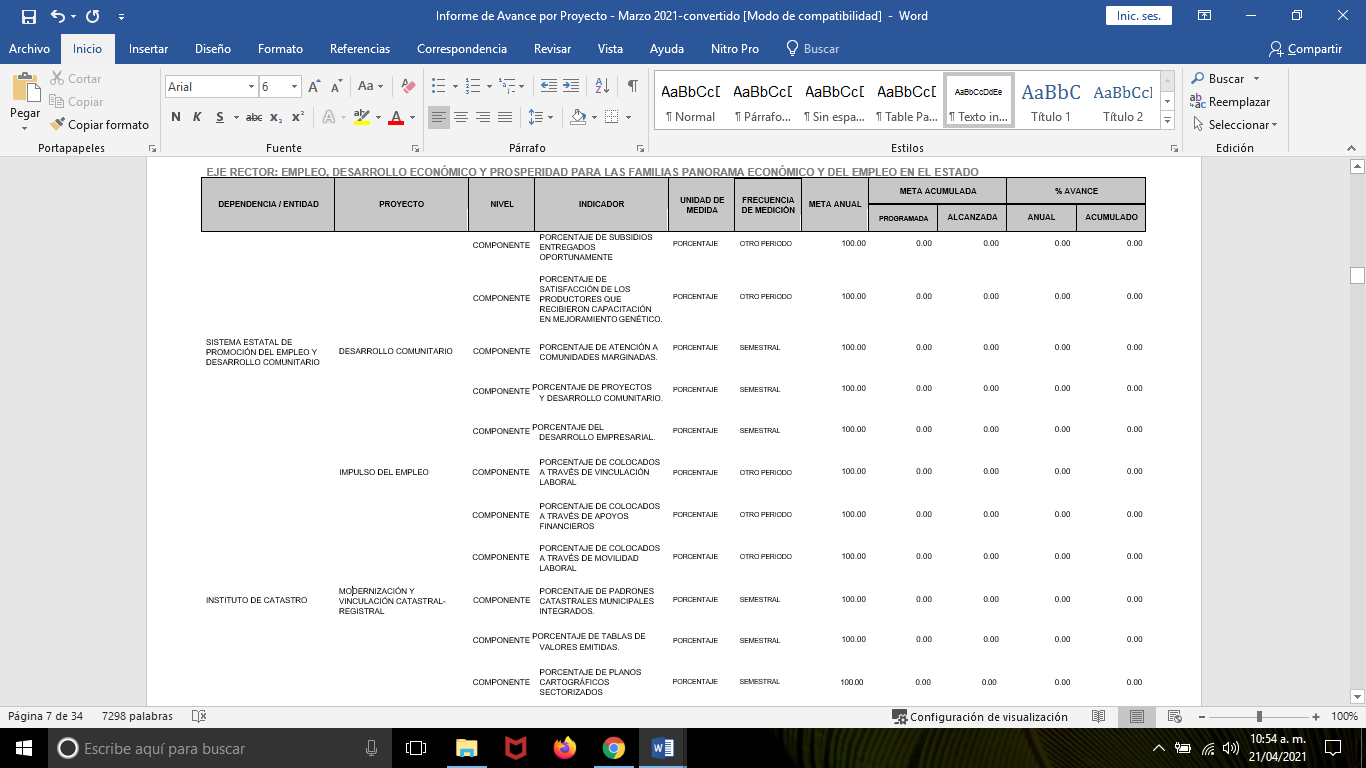 Informe de Avance por Proyecto - Marzo 2021-convertido [Modo de compatibilidad] - Word
Inic. ses.
Archivo Inicio Insertar Diseño Formato Referencias Correspondencia Revisar Vista Ayuda Nitro Pro Buscar Compartir
Pegar
Cortar
Copiar
Copiar formato
Portapapeles
Arial 6
Aa
N K S abc x₂ x²
A ab A
Fuente
Párrafo
AaBbCcD AaBbCcD AaBbCcD AaBbCcD AaBbCcDdEe AaBbC AaBbCcI
¶ Normal ¶ Párrafo... ¶ Sin espa... ¶ Table Pa... ¶ Texto in... Título 1 Título 2
Estilos
Buscar
Reemplazar
Seleccionar
Edición
EJE RECTOR: EMPLEO, DESARROLLO ECONÓMICO Y PROSPERIDAD PARA LAS FAMILIAS PANORAMA ECONÓMICO Y DEL EMPLEO EN EL ESTADO
DEPENDENCIA / ENTIDAD
PROYECTO
NIVEL
INDICADOR
UNIDAD DE
MEDIDA
FRECUENCIA
DE MEDICIÓN
META ANUAL
META ACUMULADA
PROGRAMADA ALCANZADA
% AVANCE
ANUAL ACUMULADO
COMPONENTE
PORCENTAJE DE SUBSIDIOS
ENTREGADOS
OPORTUNAMENTE
PORCENTAJE OTRO PERIODO 100.00 0.00 0.00 0.00 0.00
COMPONENTE
PORCENTAJE DE
SATISFACCIÓN DE LOS
PRODUCTORES QUE
RECIBIERON CAPACITACIÓN
EN MEJORAMIENTO GENÉTICO.
PORCENTAJE OTRO PERIODO 100.00 0.00 0.00 0.00 0.00
SISTEMA ESTATAL DE
PROMOCIÓN DEL EMPLEO Y
DESARROLLO COMUNITARIO
DESARROLLO COMUNITARIO
COMPONENTE
PORCENTAJE DE ATENCIÓN A
COMUNIDADES MARGINADAS.
PORCENTAJE SEMESTRAL 100.00 0.00 0.00 0.00 0.00
COMPONENTE
PORCENTAJE DE PROYECTOS
Y DESARROLLO COMUNITARIO.
PORCENTAJE SEMESTRAL 100.00 0.00 0.00 0.00 0.00
COMPONENTE
PORCENTAJE DEL
DESARROLLO EMPRESARIAL.
PORCENTAJE SEMESTRAL 100.00 0.00 0.00 0.00 0.00
IMPULSO DEL EMPLEO
COMPONENTE
PORCENTAJE DE COLOCADOS
A TRAVÉS DE VINCULACIÓN
LABORAL
PORCENTAJE OTRO PERIODO 100.00 0.00 0.00 0.00 0.00
COMPONENTE
PORCENTAJE DE COLOCADOS
A TRAVÉS DE APOYOS
FINANCIEROS
PORCENTAJE OTRO PERIODO 100.00 0.00 0.00 0.00 0.00
COMPONENTE
PORCENTAJE DE COLOCADOS
A TRAVÉS DE MOVILIDAD
LABORAL
PORCENTAJE OTRO PERIODO 100.00 0.00 0.00 0.00 0.00
INSTITUTO DE CATASTRO
MODERNIZACIÓN Y
VINCULACIÓN CATASTRAL-
REGISTRAL
COMPONENTE
PORCENTAJE DE PADRONES
CATASTRALES MUNICIPALES
INTEGRADOS.
PORCENTAJE SEMESTRAL 100.00 0.00 0.00 0.00 0.00
COMPONENTE
PORCENTAJE DE TABLAS DE
VALORES EMITIDAS.
PORCENTAJE SEMESTRAL 100.00 0.00 0.00 0.00 0.00
COMPONENTE
PORCENTAJE DE PLANOS
CARTOGRÁFICOS
SECTORIZADOS
PORCENTAJE SEMESTRAL 100.00 0.00 0.00 0.00 0.00
Página 7 de 34 7298 palabras Configuración de visualización 100%
Escribe aquí para buscar
10:54 a. m.
21/04/2021